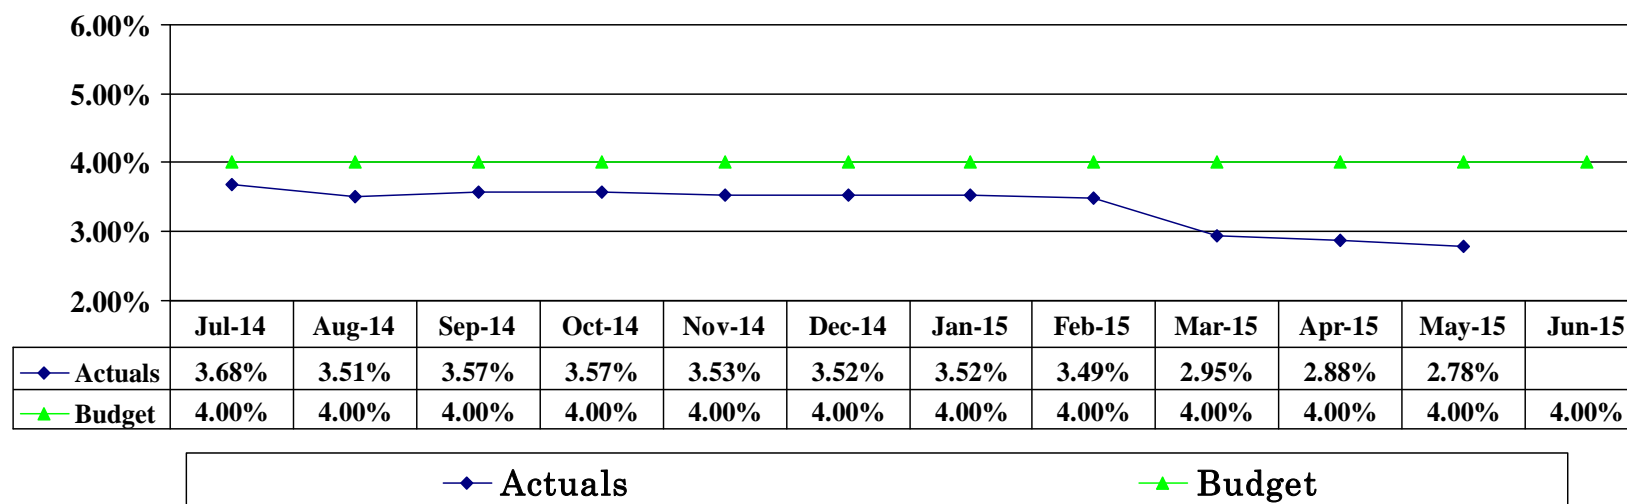 6.00%
5.00%
4.00%
3.00%
2.00%
Jul-14 Aug-14 Sep-14 Oct-14 Nov-14 Dec-14 Jan-15 Feb-15 Mar-15 Apr-15 May-15 Jun-15
Actuals 3.68% 3.51% 3.57% 3.57% 3.53% 3.52% 3.52% 3.49% 2.95% 2.88% 2.78%
Budget 4.00% 4.00% 4.00% 4.00% 4.00% 4.00% 4.00% 4.00% 4.00% 4.00% 4.00% 4.00%
Actuals Budget